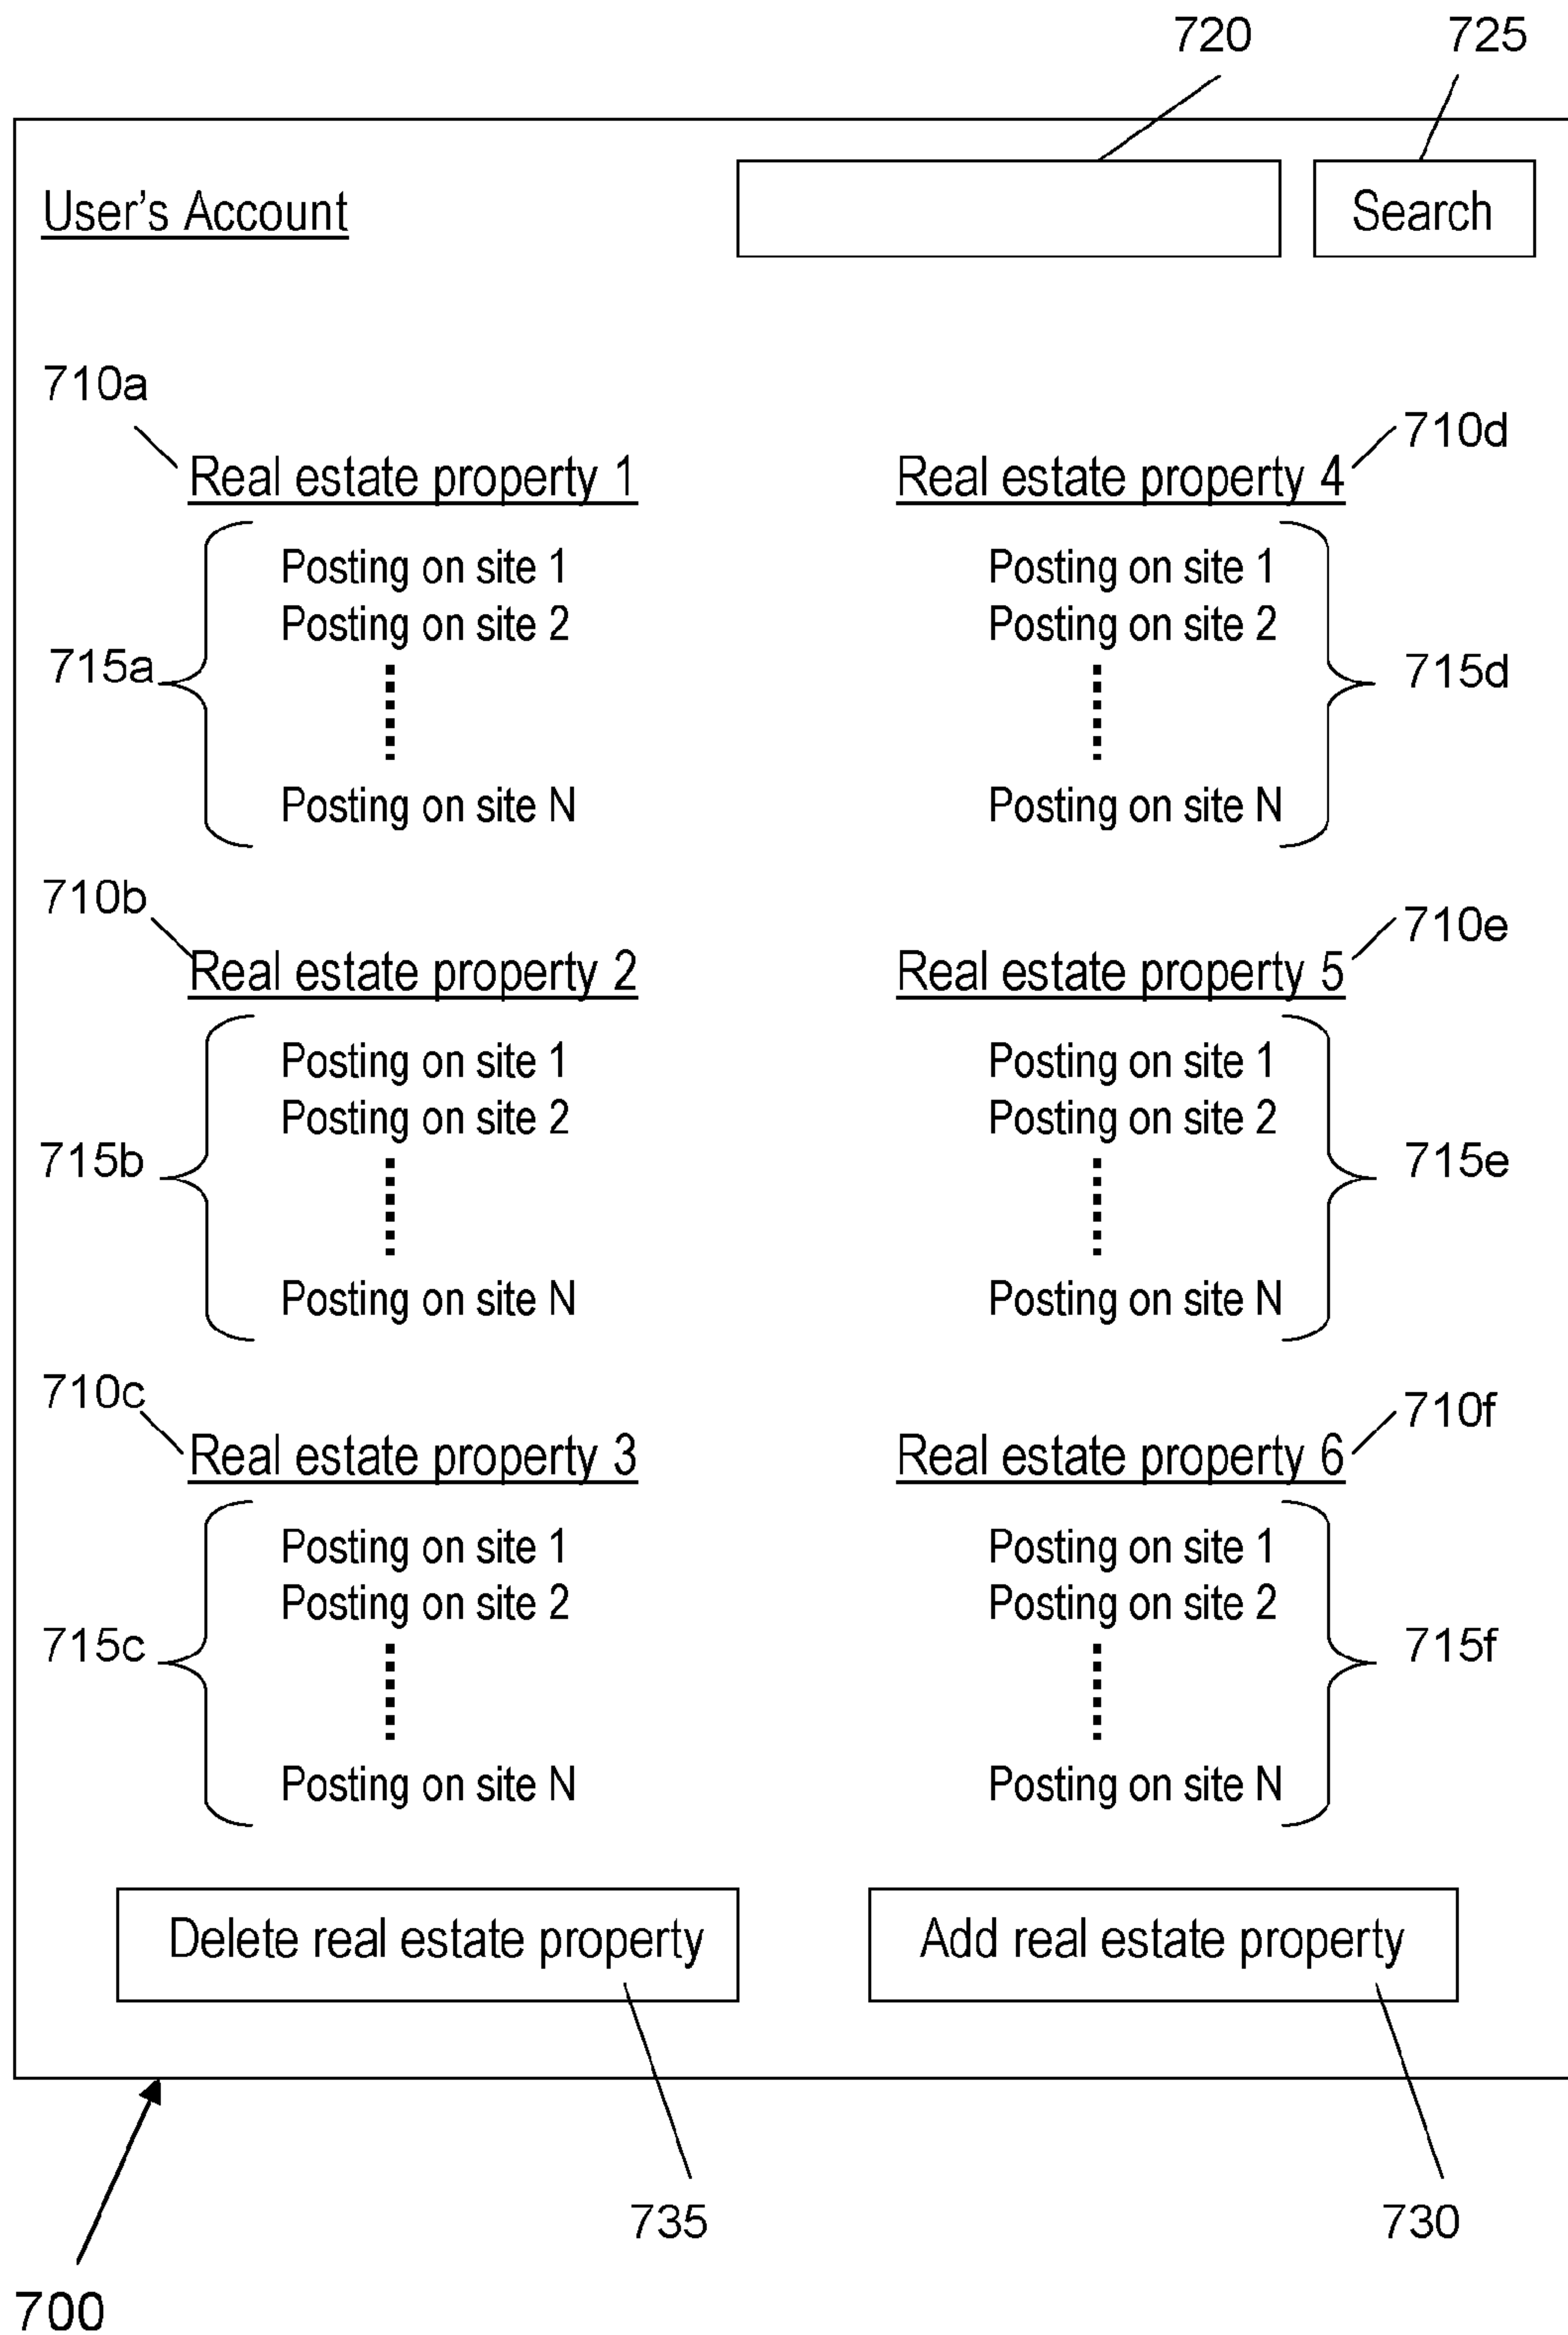 720 725
User's Account Search
710a 710d
Real estate property 1 Real estate property 4
Posting on site 1 Posting on site 1
Posting on site 2 Posting on site 2
715a 715d
Posting on site N Posting on site N
710b 710e
Real estate property 2 Real estate property 5
Posting on site 1 Posting on site 1
Posting on site 2 Posting on site 2
715b 715e
Posting on site N Posting on site N
710c 710f
Real estate property 3 Real estate property 6
Posting on site 1 Posting on site 1
Posting on site 2 Posting on site 2
715c 715f
Posting on site N Posting on site N
Delete real estate property Add real estate property
735 730
700